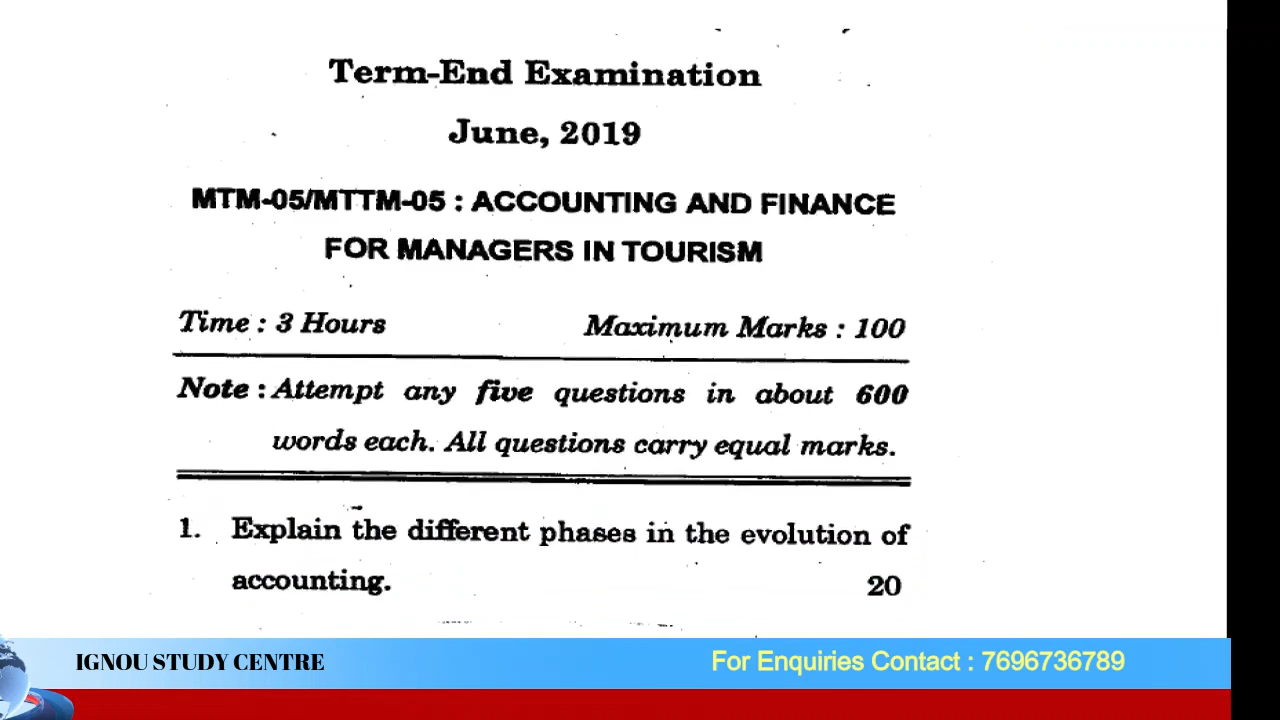 Term-End Examination
June, 2019
MTM-05/MTTM-05 : ACCOUNTING AND FINANCE
FOR MANAGERS IN TOURISM
Time : 3 Hours Maximum Marks : 100
Note : Attempt any five questions in about 600
words each. All questions carry equal marks.
1. Explain the different phases in the evolution of
accounting. 20
IGNOU STUDY CENTRE For Enquiries Contact : 7696736789